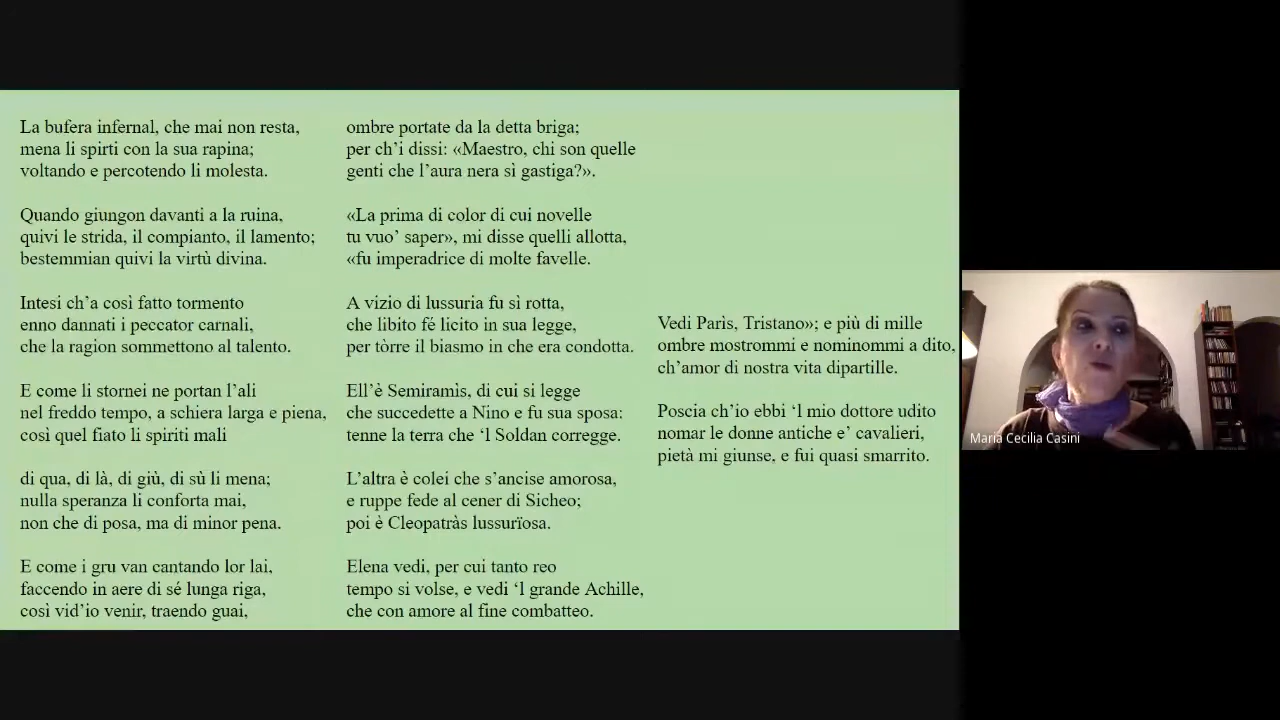 La bufera infernal, che mai non resta,
mena li spirti con la sua rapina;
voltando e percotendo li molesta.
Quando giungon davanti a la ruina,
quivi le strida, il compianto, il lamento;
bestemmian quivi la virtù divina.
Intesi ch’a così fatto tormento
enno dannati i peccator carnali,
che la ragion sommettono al talento.
E come li stornei ne portan l’ali
nel freddo tempo, a schiera larga e piena,
così quel fiato li spiriti mali
di qua, di là, di giù, di sù li mena;
nulla speranza li conforta mai,
non che di posa, ma di minor pena.
E come i gru van cantando lor lai,
faccendo in aere di sé lunga riga,
così vid’io venir, traendo guai,
ombre portate da la detta briga;
per ch’i dissi: «Maestro, chi son quelle
genti che l’aura nera sì gastiga?».
«La prima di color di cui novelle
tu vuo’ saper», mi disse quelli allotta,
«fu imperadrice di molte favelle.
A vizio di lussuria fu sì rotta,
che libito fé licito in sua legge,
per tòrre il biasmo in che era condotta.
Ell’è Semiramìs, di cui si legge
che succedette a Nino e fu sua sposa:
tenne la terra che ‘l Soldan corregge.
L’altra è colei che s’ancise amorosa,
e ruppe fede al cener di Sicheo;
poi è Cleopatràs lussurïosa.
Elena vedi, per cui tanto reo
tempo si volse, e vedi ‘l grande Achille,
che con amore al fine combatteo.
Vedi Parìs, Tristano»; e più di mille
ombre mostrommi e nominommi a dito,
ch’amor di nostra vita dipartille.
Poscia ch’io ebbi ‘l mio dottore udito
nomar le donne antiche e’ cavalieri,
pietà mi giunse, e fui quasi smarrito.
Maria Cecilia Casini